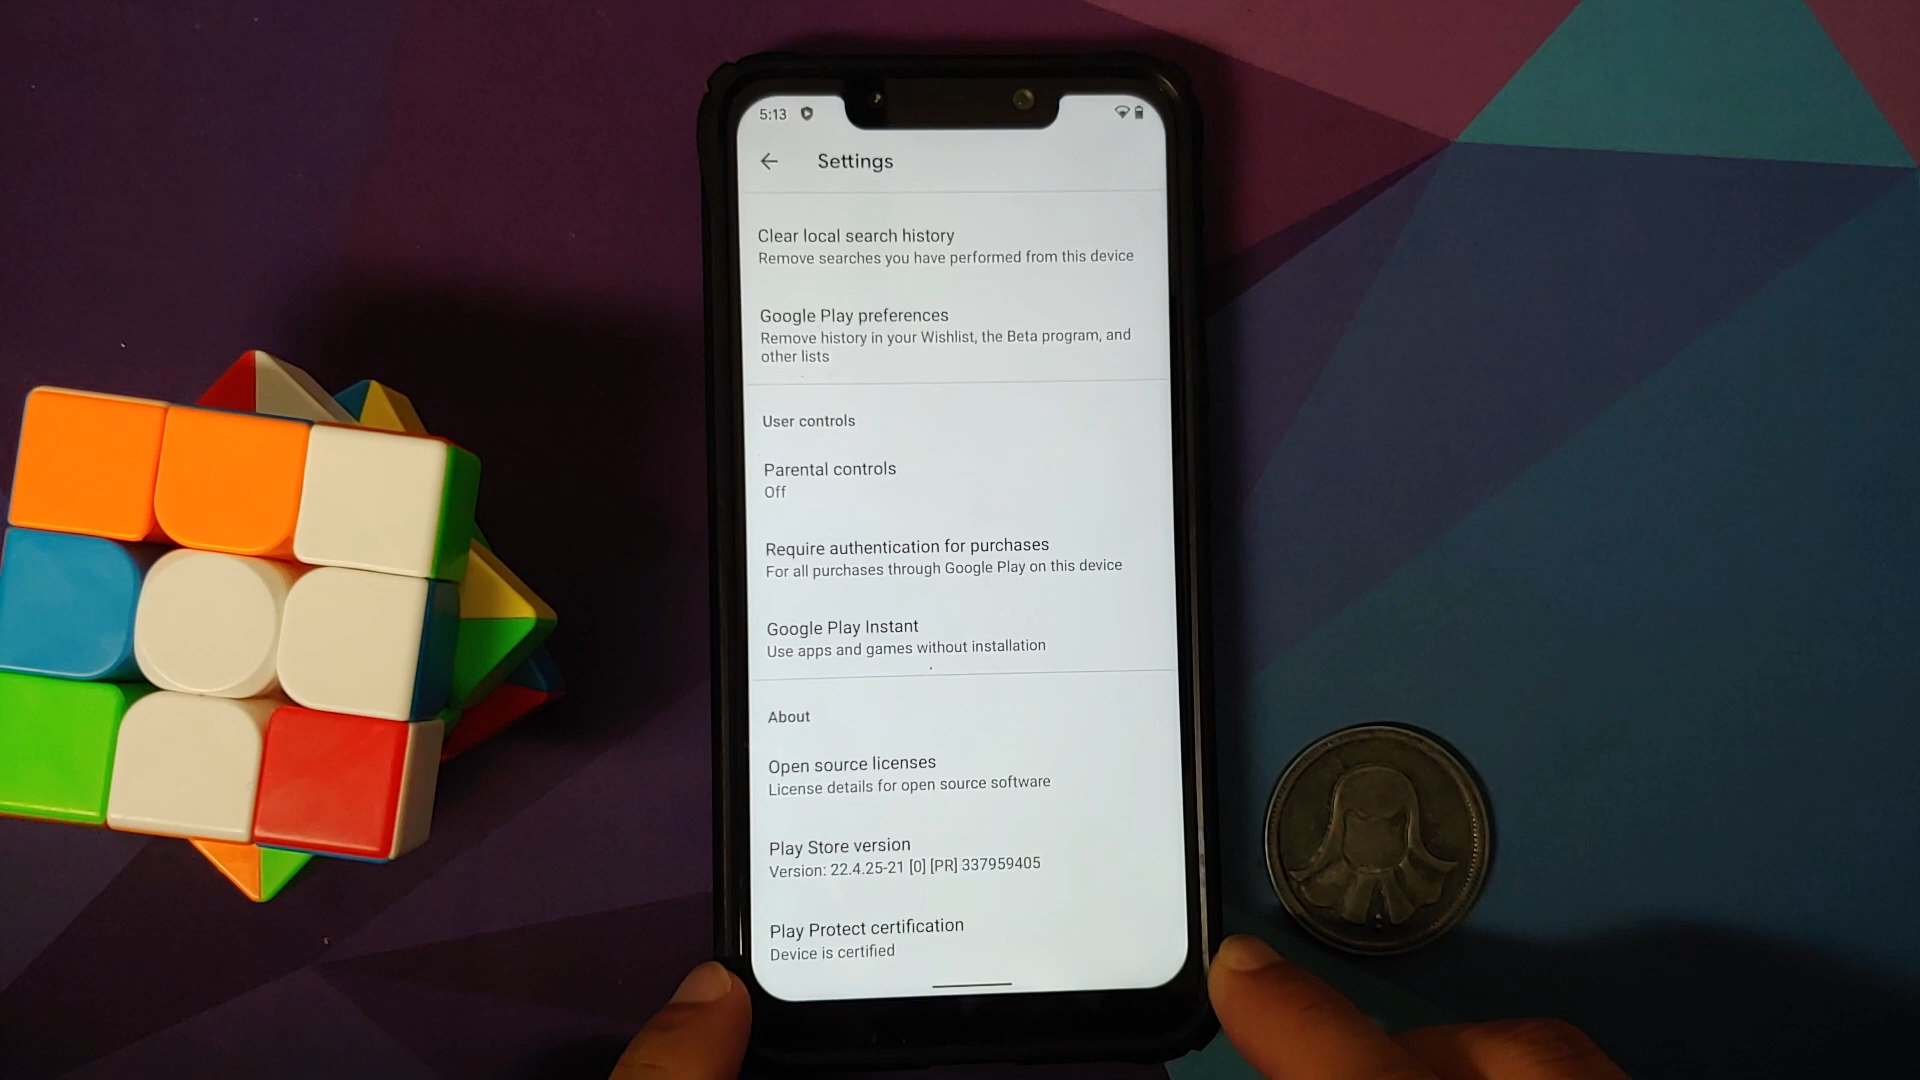 5:13
Settings
Clear local search history
Remove searches you have performed from this device
Google Play preferences
Remove history in your Wishlist, the Beta program, and
other lists
User controls
Parental controls
Off
Require authentication for purchases
For all purchases through Google Play on this device
Google Play Instant
Use apps and games without installation
About
Open source licenses
License details for open source software
Play Store version
Version: 22.4.25-21 [0] [PR] 337959405
Play Protect certification
Device is certified